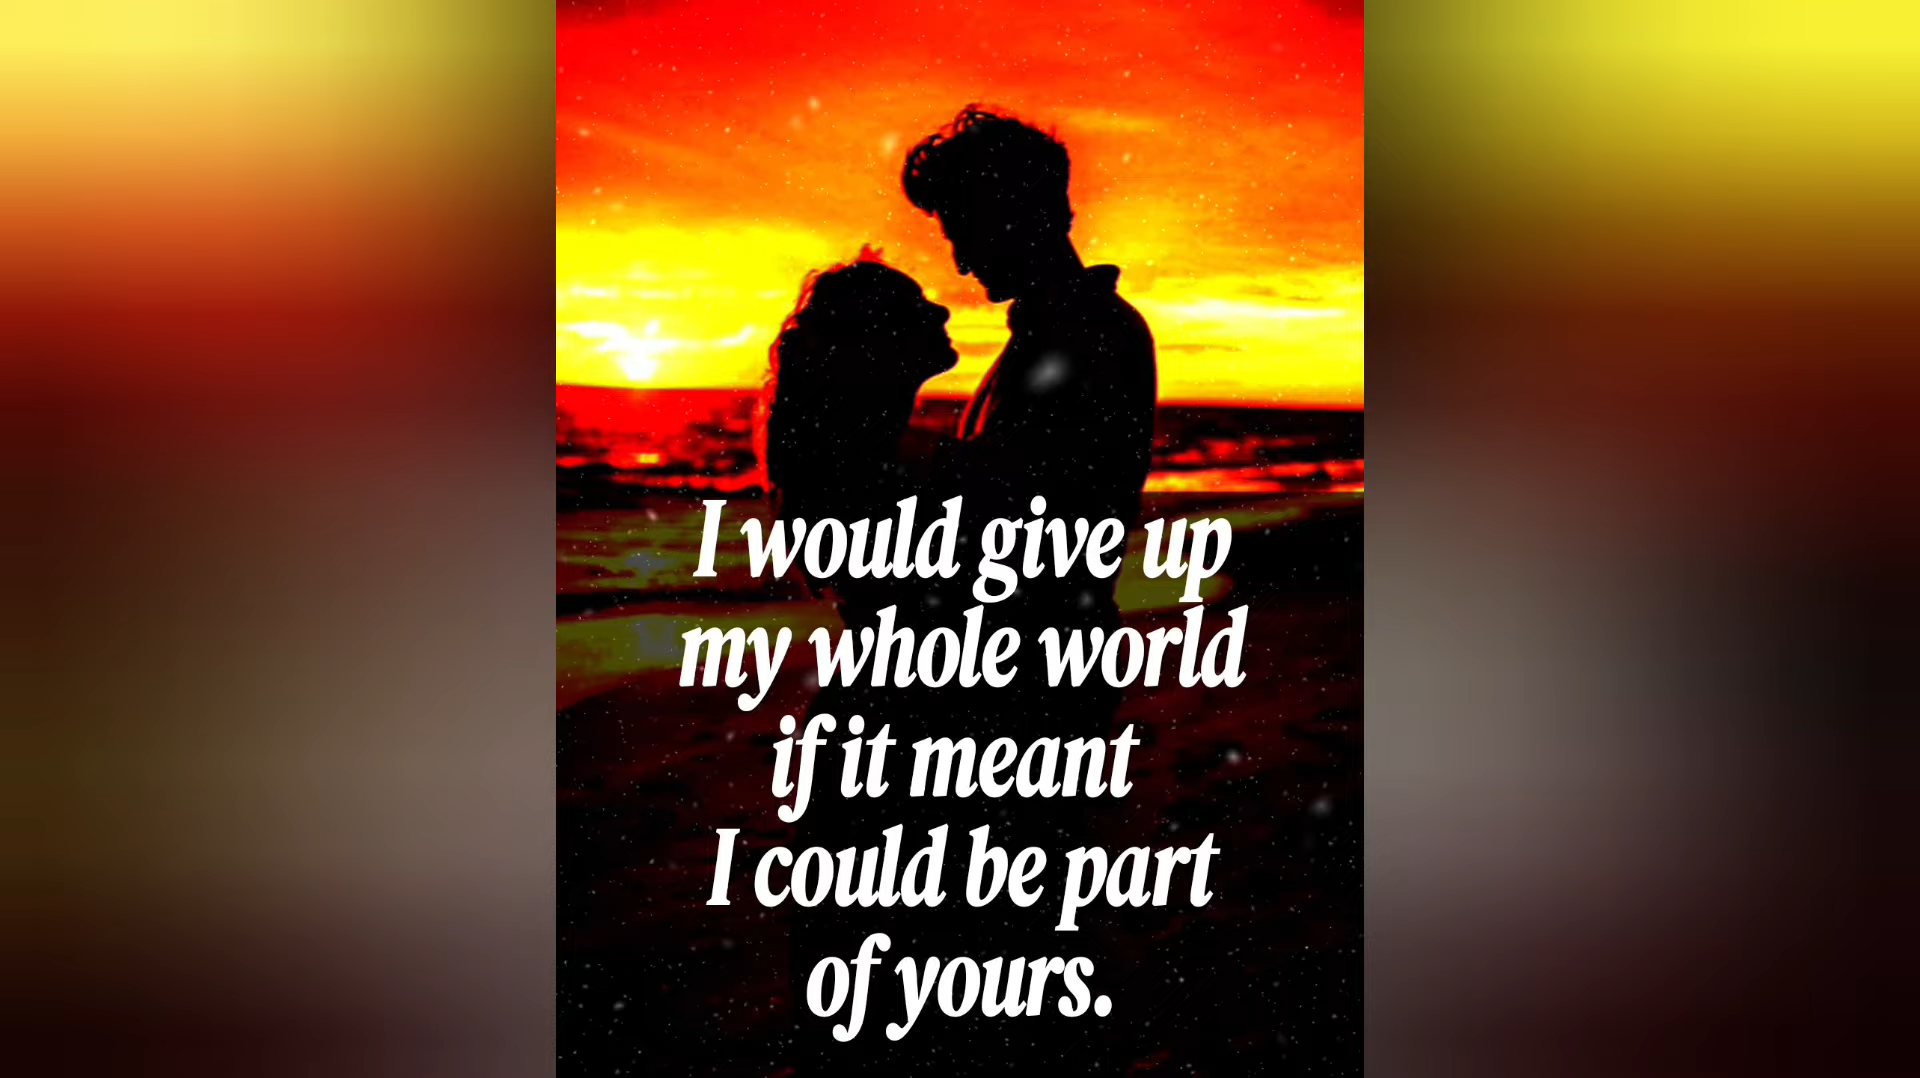 I would give up
my whole world
if it meant
I could be part
of yours.